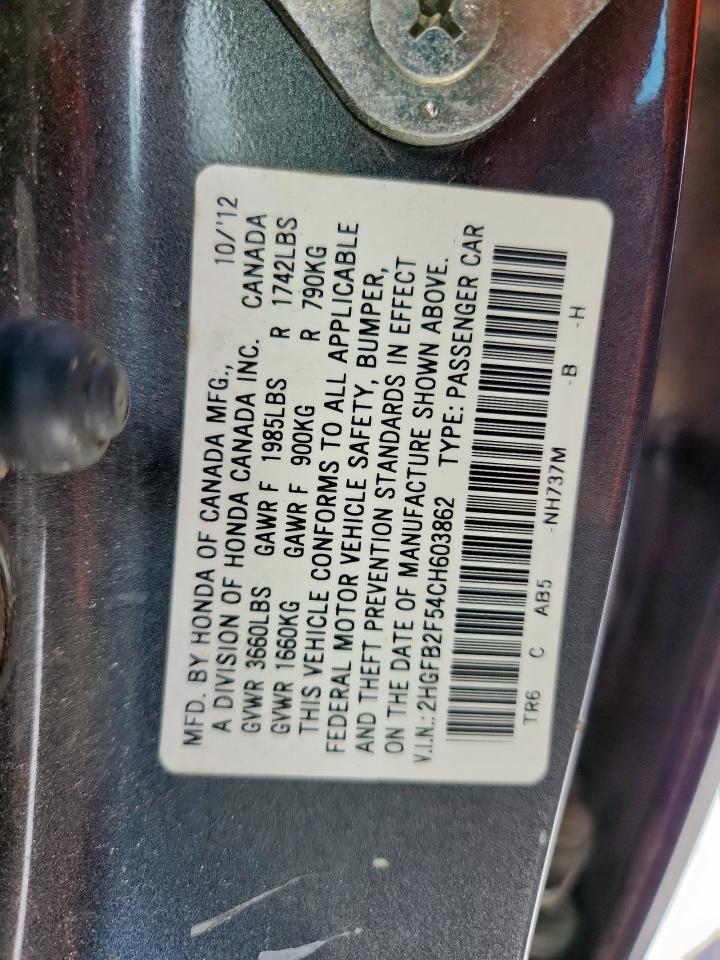 MFD. BY HONDA OF CANADA MFG., 10/'12
A DIVISION OF HONDA CANADA INC. CANADA
GVWR 3660LBS GAWR F 1985LBS R 1742LBS
GVWR 1660KG GAWR F 900KG R 790KG
THIS VEHICLE CONFORMS TO ALL APPLICABLE
FEDERAL MOTOR VEHICLE SAFETY, BUMPER,
AND THEFT PREVENTION STANDARDS IN EFFECT
ON THE DATE OF MANUFACTURE SHOWN ABOVE.
V.I.N.: 2HGFB2F54CH603862 TYPE: PASSENGER CAR
TR6 C AB5 -NH737M -B -H